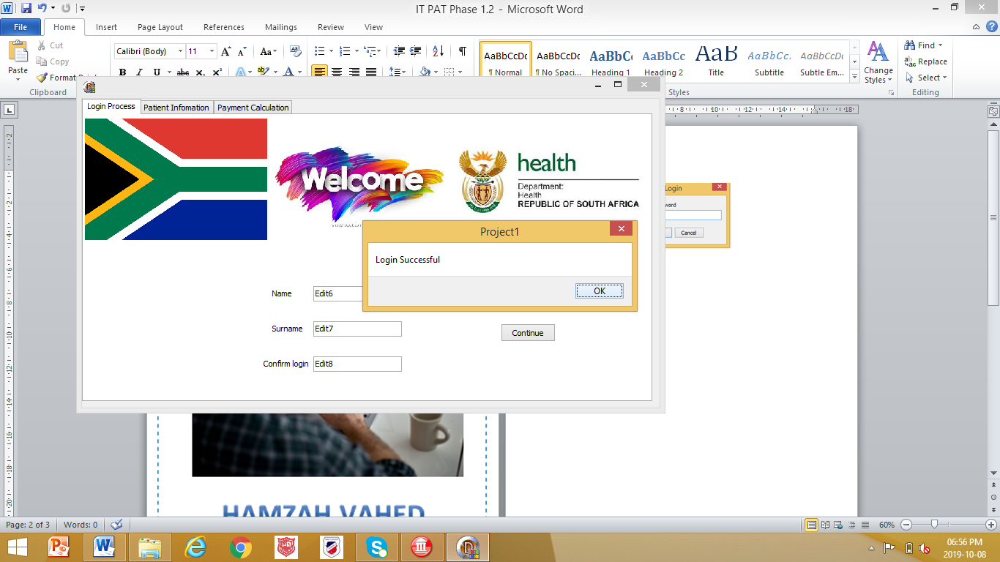 IT PAT Phase 1.2 - Microsoft Word
File Home Insert Page Layout References Mailings Review View
Paste
Cut
Copy
Format
Clipboard
Calibri (Body) 11
AaBbCcDc AaBbCcDc AaBbC AaBbCc AaB AaBbCc. AaBbCcDc
¶ Normal ¶ No Spaci... Heading 1 Heading 2 Title Subtitle Subtle Em...
Change Styles
Styles
Find
Replace
Select
Editing
Login Process Patient Infomation Payment Calculation
Welcome
health
Department:
Health
REPUBLIC OF SOUTH AFRICA
Project1
Login Successful
OK
Name Edit6
Surname Edit7
Confirm login Edit8
Continue
Login
word
Cancel
HAMZAH VAHED
Page: 2 of 3 Words: 0 60%
06:56 PM
2019-10-08